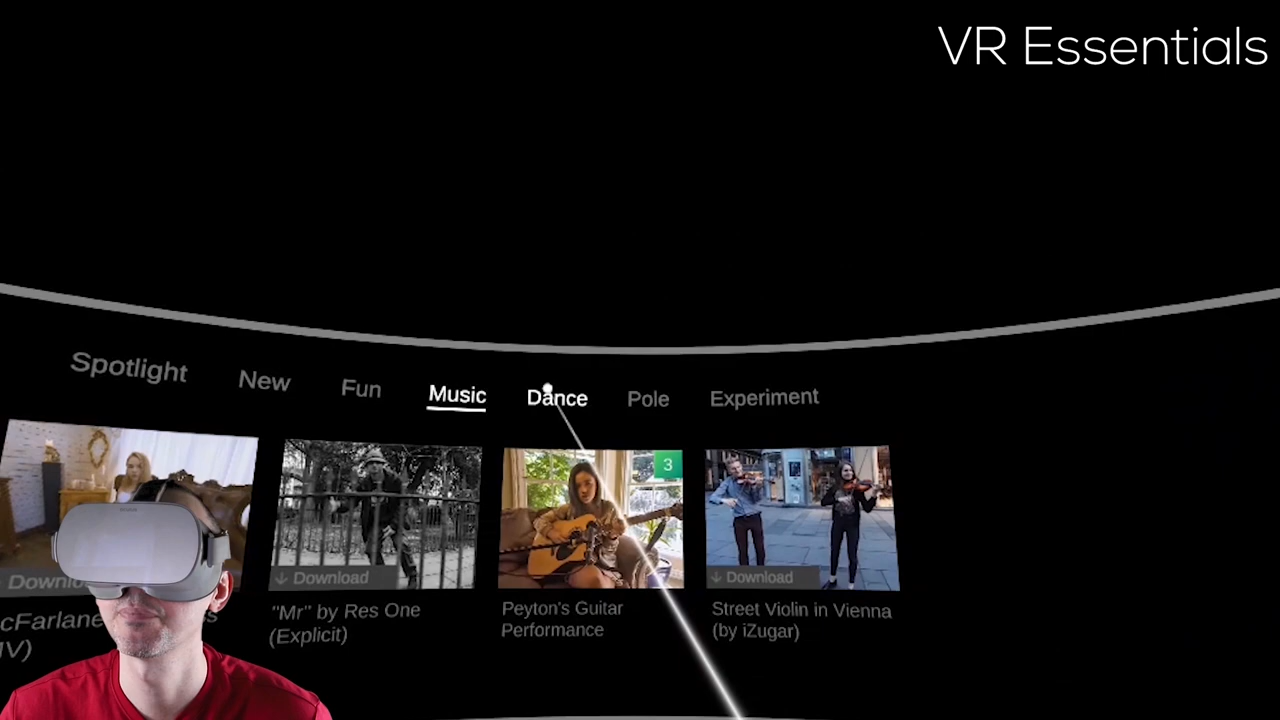 VR Essentials
Spotlight
New
Fun
Music
Dance
Pole
Experiment
3
Download
Download
"Mr" by Res One
(Explicit)
Peyton's Guitar
Performance
Street Violin in Vienna
(by iZugar)